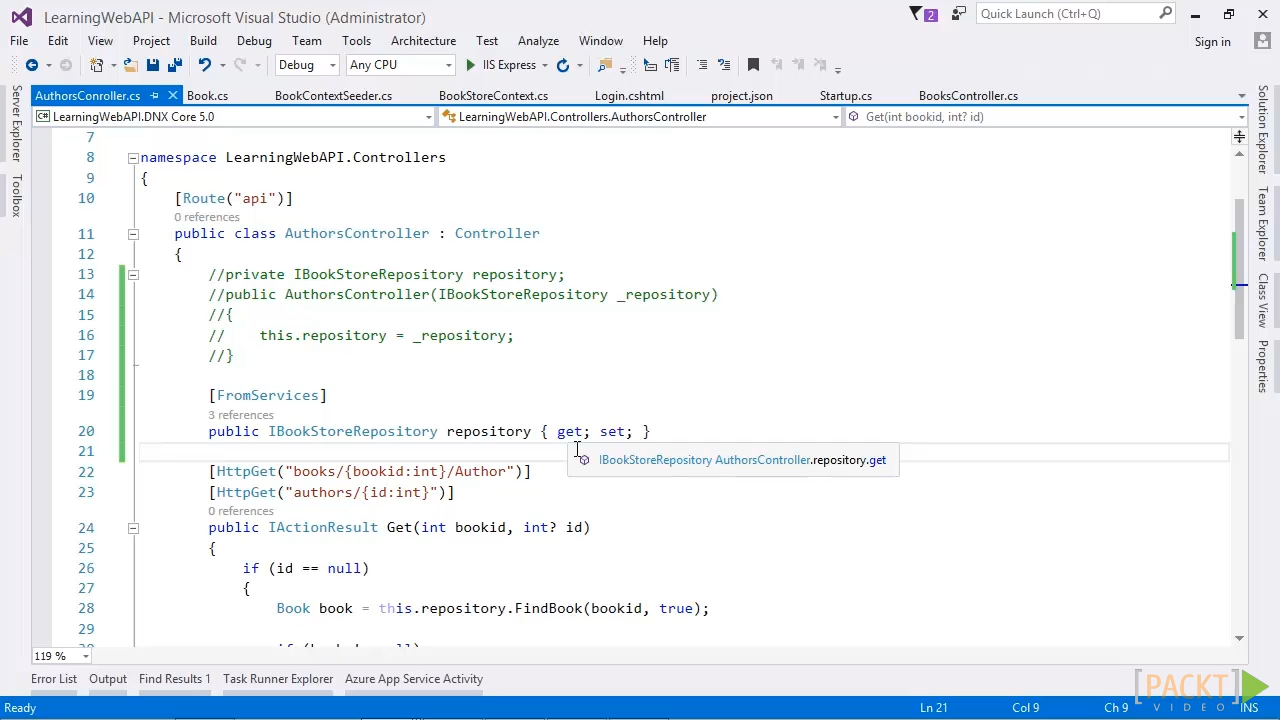 LearningWebAPI - Microsoft Visual Studio (Administrator)
2
Quick Launch (Ctrl+Q)
File Edit View Project Build Debug Team Tools Architecture Test Analyze Window Help
Sign in
Debug Any CPU IIS Express
AuthorsConroller.cs Book.cs BookContextSeeder.cs BookStoreContext.cs Login.cshtml project.json Startup.cs BooksController.cs
LearningWebAPI.DNX Core 5.0 LearningWebAPI.Controllers.AuthorsController Get(int bookid, int? id)
Server Explorer
Toolbox
7
8 namespace LearningWebAPI.Controllers
9 {
10 [Route("api")]
0 references
11 public class AuthorsController : Controller
12 {
13 //private IBookStoreRepository repository;
14 //public AuthorsController(IBookStoreRepository _repository)
15 //{
16 // this.repository = _repository;
17 //}
18
19 [FromServices]
3 references
20 public IBookStoreRepository repository { get; set; }
21
IBookStoreRepository AuthorsController.repository.get
22 [HttpGet("books/{bookid:int}/Author")]
23 [HttpGet("authors/{id:int}")]
0 references
24 public IActionResult Get(int bookid, int? id)
25 {
26 if (id == null)
27 {
28 Book book = this.repository.FindBook(bookid, true);
29
Solution Explorer
Team Explorer
Class View
Properties
119 %
Error List Output Find Results 1 Task Runner Explorer Azure App Service Activity
PACKT
VIDEO
Ready Ln 21 Col 9 Ch 9 INS